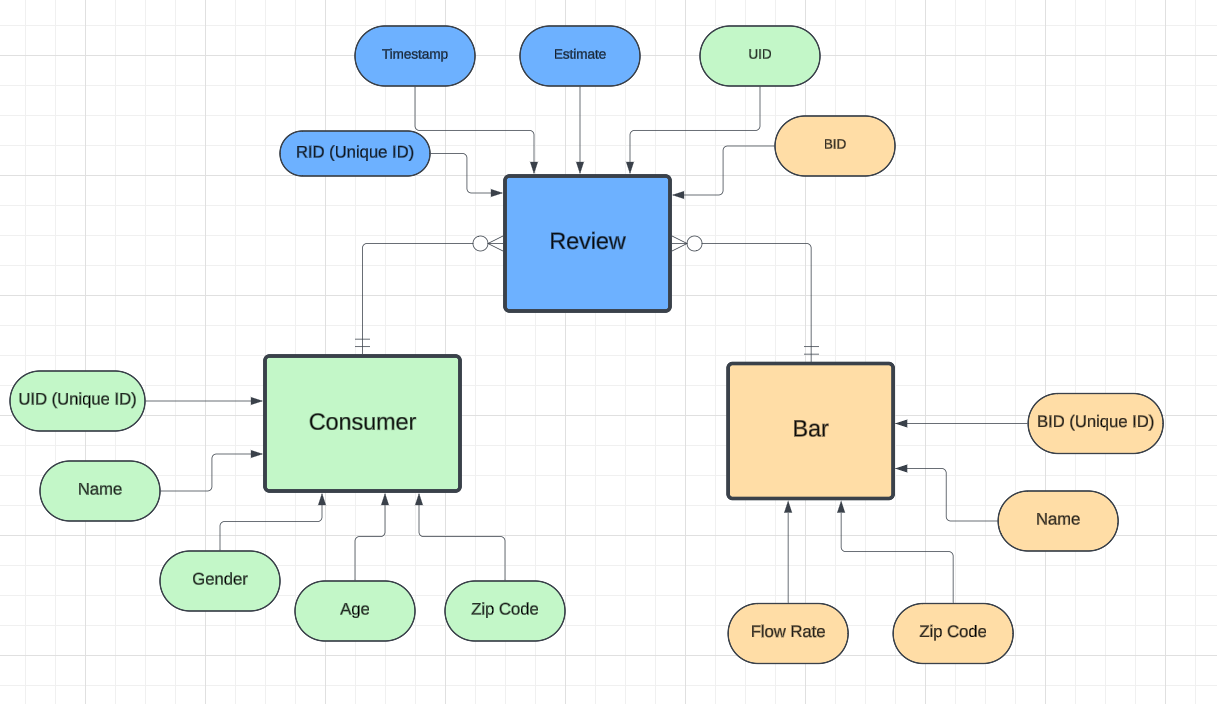 Timestamp
Estimate
UID
RID (Unique ID)
BID
Review
Consumer
Bar
UID (Unique ID)
Name
Gender
Age
Zip Code
BID (Unique ID)
Name
Flow Rate
Zip Code